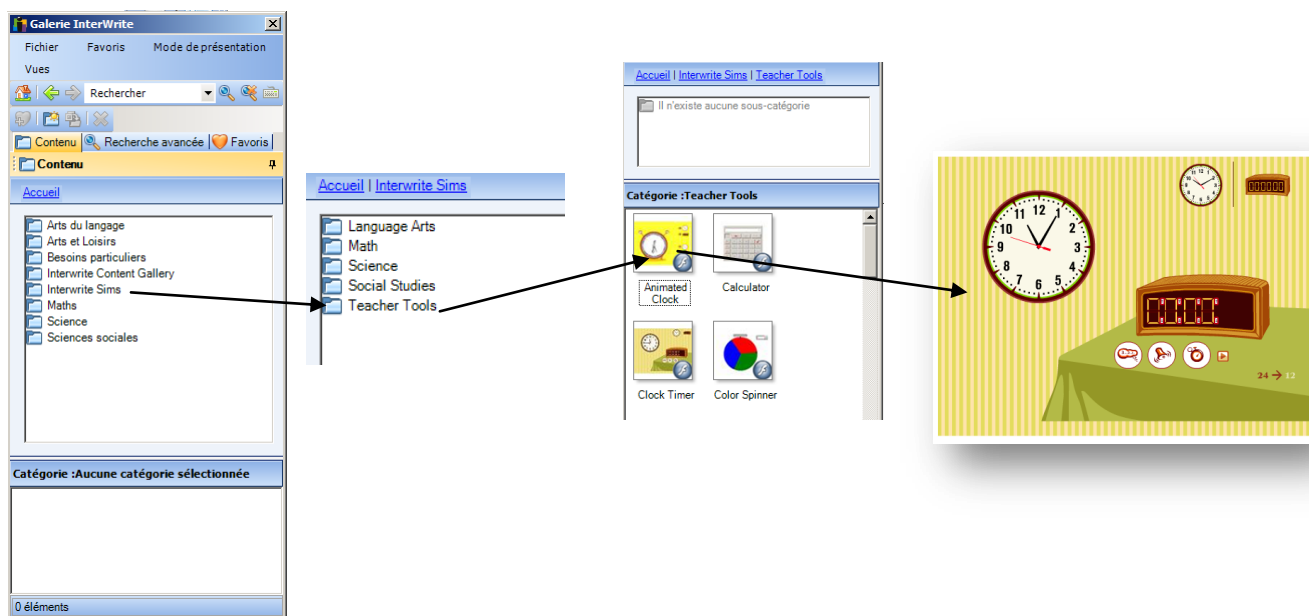 Galerie InterWrite
Fichier Favoris Mode de présentation
Vues
Rechercher
Contenu Recherche avancée Favoris
Contenu
Accueil
Arts du langage
Arts et Loisirs
Besoins particuliers
Interwrite Content Gallery
Interwrite Sims
Maths
Science
Sciences sociales
Catégorie :Aucune catégorie sélectionnée
0 éléments
Accueil | Interwrite Sims
Language Arts
Math
Science
Social Studies
Teacher Tools
Accueil | Interwrite Sims | Teacher Tools
Il n'existe aucune sous-catégorie
Catégorie :Teacher Tools
Animated
Clock
Calculator
Clock Timer
Color Spinner
12
1
2
3
4
5
6
7
8
9
10
11
24 → 12